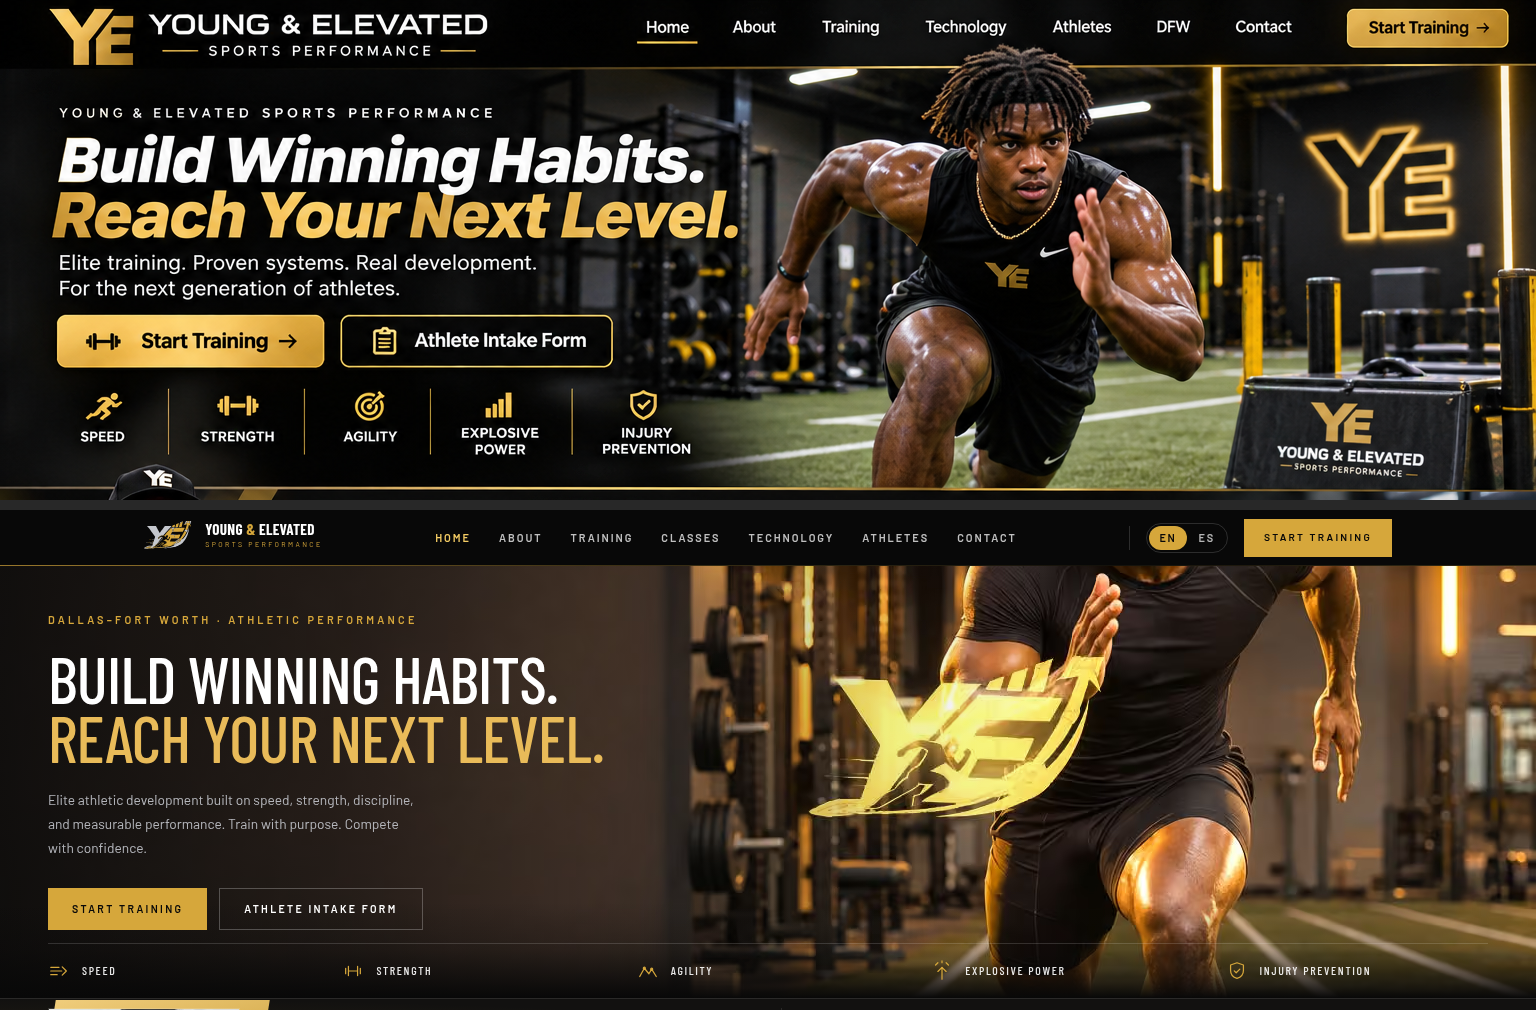 YE YOUNG & ELEVATED
SPORTS PERFORMANCE
Home About Training Technology Athletes DFW Contact Start Training →
YOUNG & ELEVATED SPORTS PERFORMANCE
Build Winning Habits.
Reach Your Next Level.
Elite training. Proven systems. Real development.
For the next generation of athletes.
Start Training →
Athlete Intake Form
SPEED
STRENGTH
AGILITY
EXPLOSIVE
POWER
INJURY
PREVENTION
YE
YE
YE
YOUNG & ELEVATED
SPORTS PERFORMANCE
YE
YE YOUNG & ELEVATED
SPORTS PERFORMANCE
HOME ABOUT TRAINING CLASSES TECHNOLOGY ATHLETES CONTACT EN ES START TRAINING
DALLAS-FORT WORTH · ATHLETIC PERFORMANCE
BUILD WINNING HABITS.
REACH YOUR NEXT LEVEL.
YE
Elite athletic development built on speed, strength, discipline,
and measurable performance. Train with purpose. Compete
with confidence.
START TRAINING
ATHLETE INTAKE FORM
SPEED
STRENGTH
AGILITY
EXPLOSIVE POWER
INJURY PREVENTION